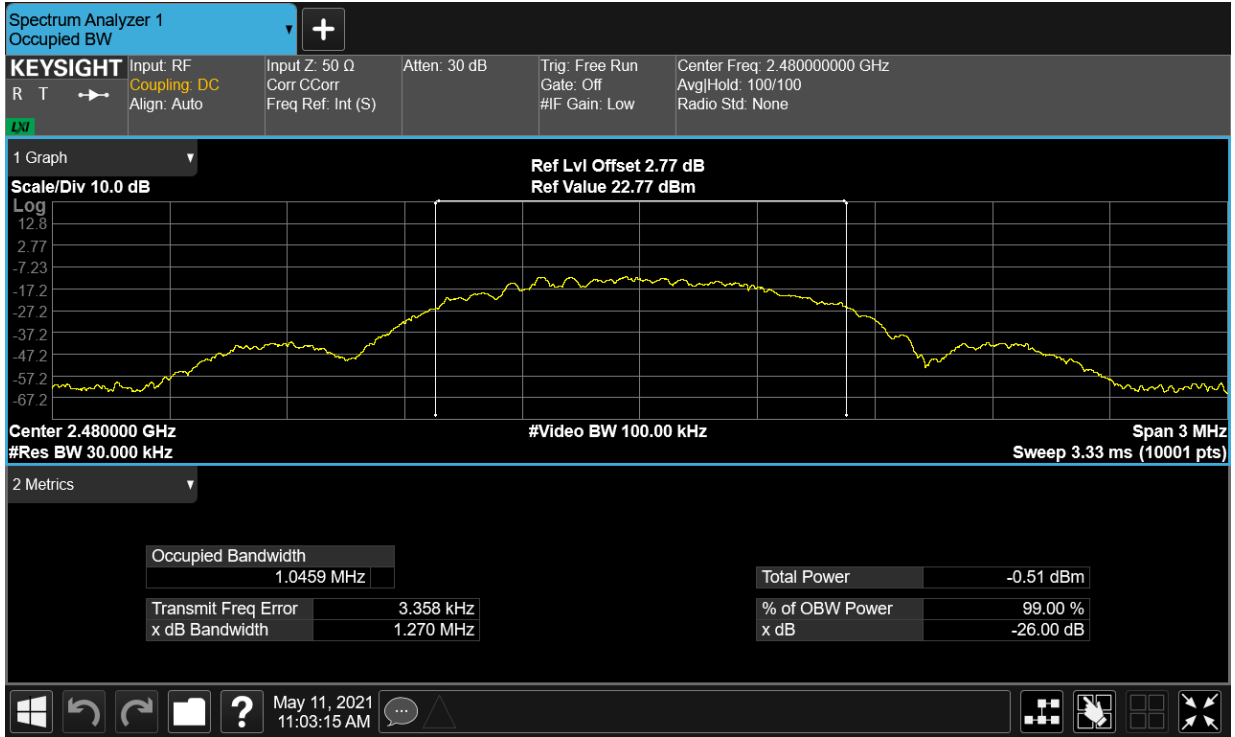 Spectrum Analyzer 1
Occupied BW
KEYSIGHT
R T
LXI
Input: RF
Coupling: DC
Align: Auto
Input Z: 50 Ω
Corr CCorr
Freq Ref: Int (S)
Atten: 30 dB
Trig: Free Run
Gate: Off
#IF Gain: Low
Center Freq: 2.480000000 GHz
Avg|Hold: 100/100
Radio Std: None
1 Graph
Scale/Div 10.0 dB
Ref Lvl Offset 2.77 dB
Ref Value 22.77 dBm
Log
12.8
2.77
-7.23
-17.2
-27.2
-37.2
-47.2
-57.2
-67.2
Center 2.480000 GHz
#Res BW 30.000 kHz
#Video BW 100.00 kHz
Span 3 MHz
Sweep 3.33 ms (10001 pts)
2 Metrics
Occupied Bandwidth
1.0459 MHz
Transmit Freq Error 3.358 kHz
x dB Bandwidth 1.270 MHz
Total Power -0.51 dBm
% of OBW Power 99.00 %
x dB -26.00 dB
?
May 11, 2021
11:03:15 AM